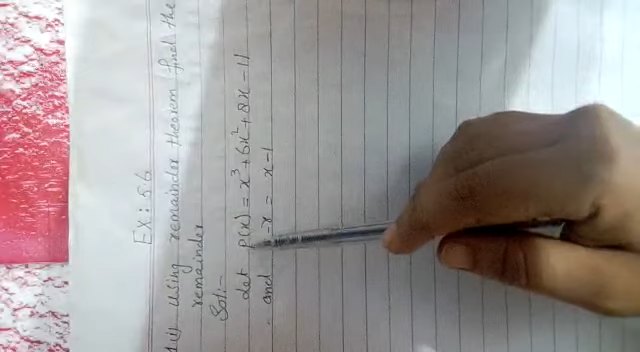 EX: 5.6
1(i) using remainder theorem find the
remainder
Sol:-
Let P(x) = x³ + 6x² + 8x - 11
and -x = x - 1